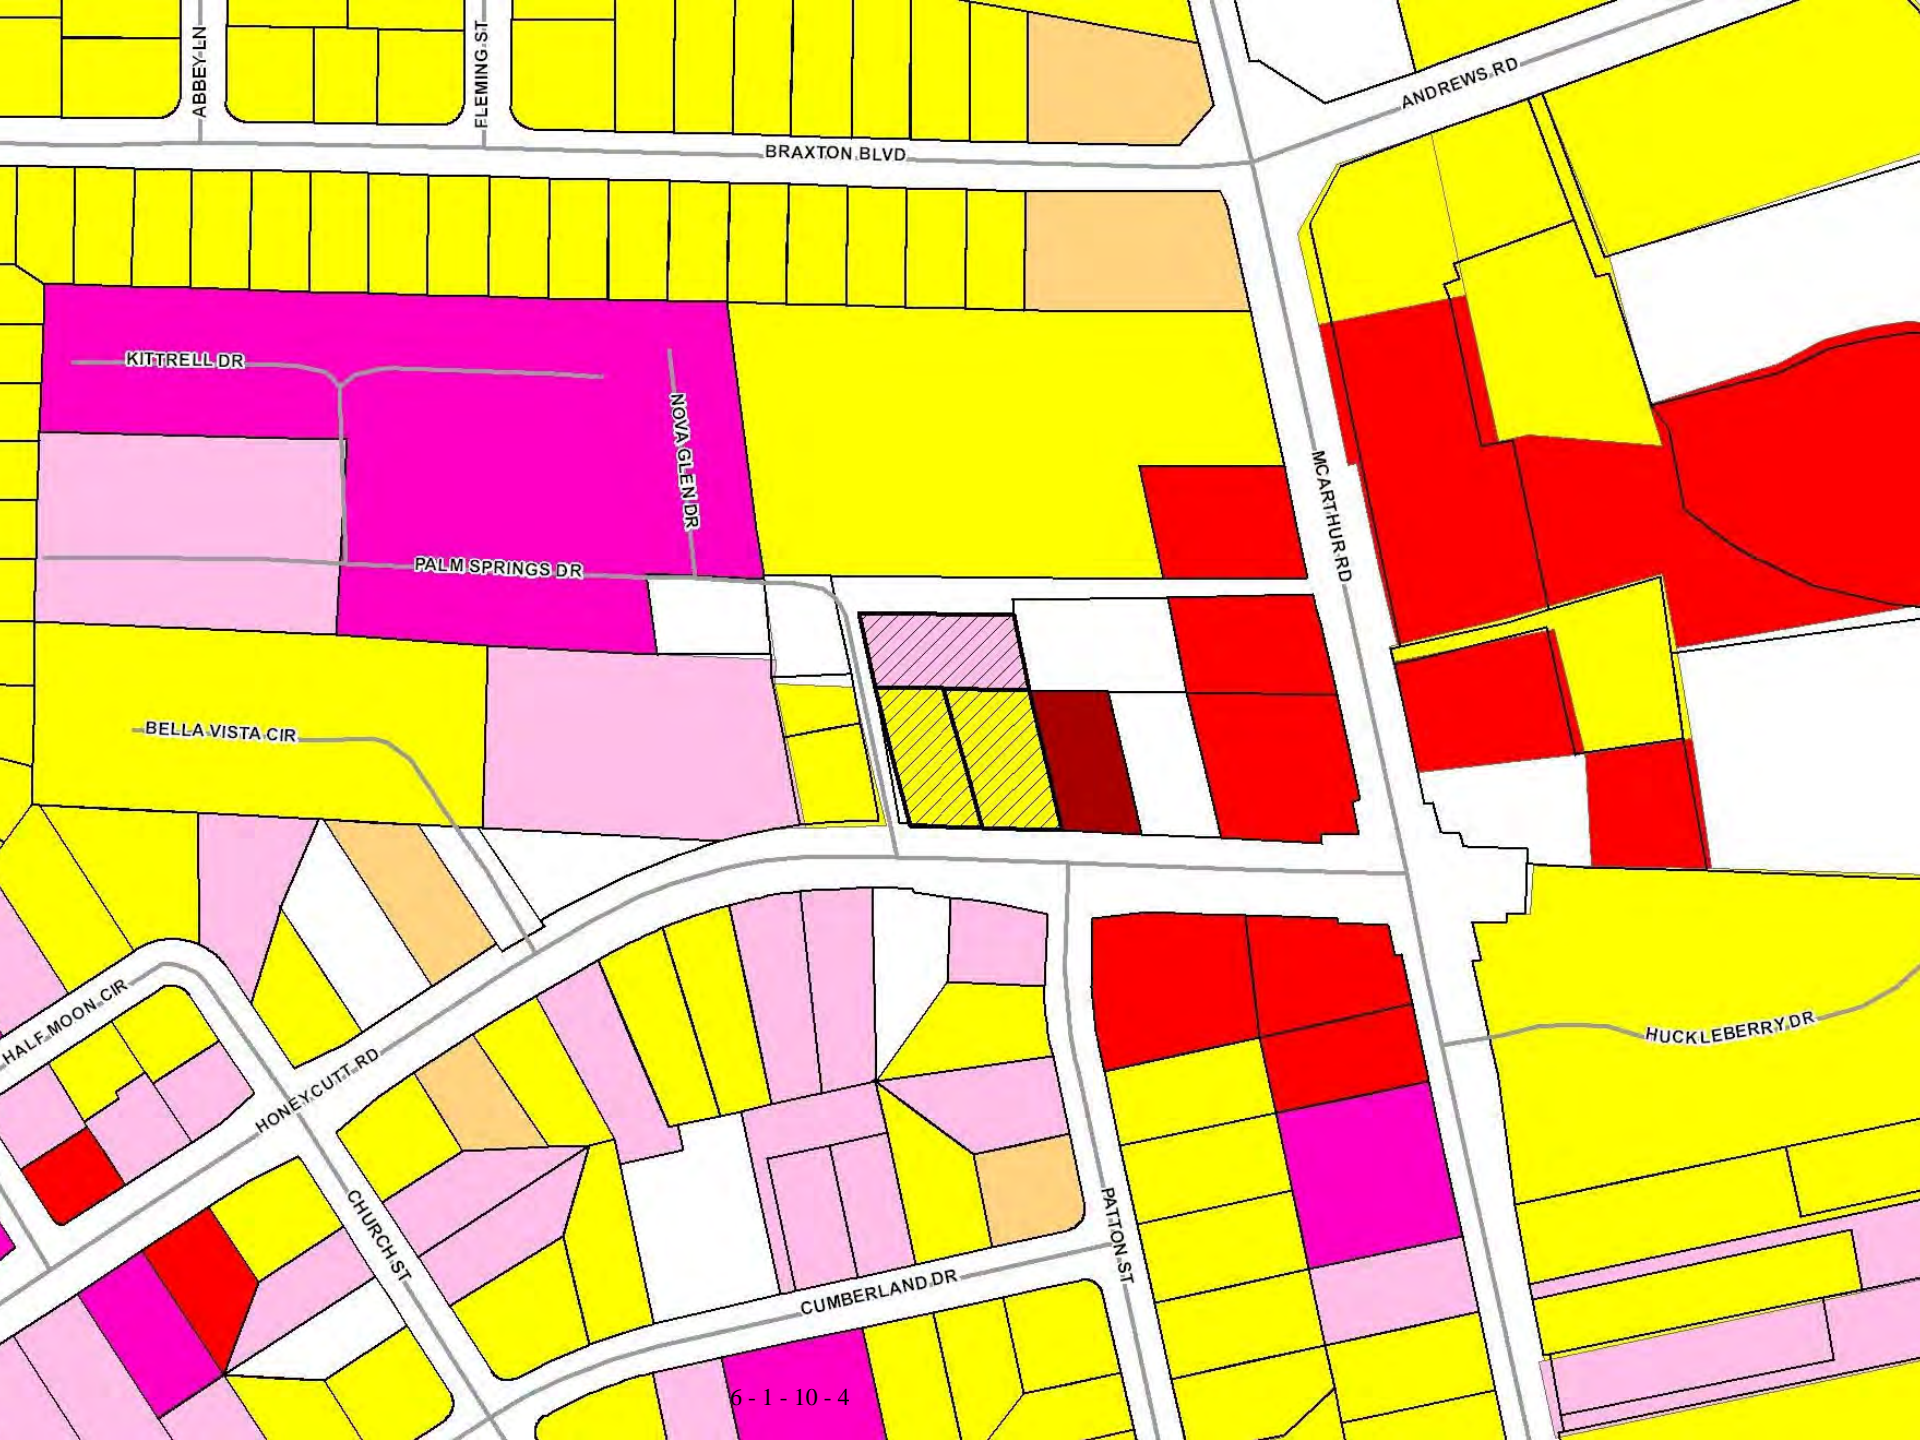 ABBEY LN
FLEMING ST
BRAXTON BLVD
ANDREWS RD
KITTRELL DR
NOVA GLEN DR
MCARTHUR RD
PALM SPRINGS DR
BELLA VISTA CIR
HALF MOON CIR
HONEYCUTT RD
HUCKLEBERRY DR
CHURCH ST
PATTON ST
CUMBERLAND DR
6 - 1 - 10 - 4